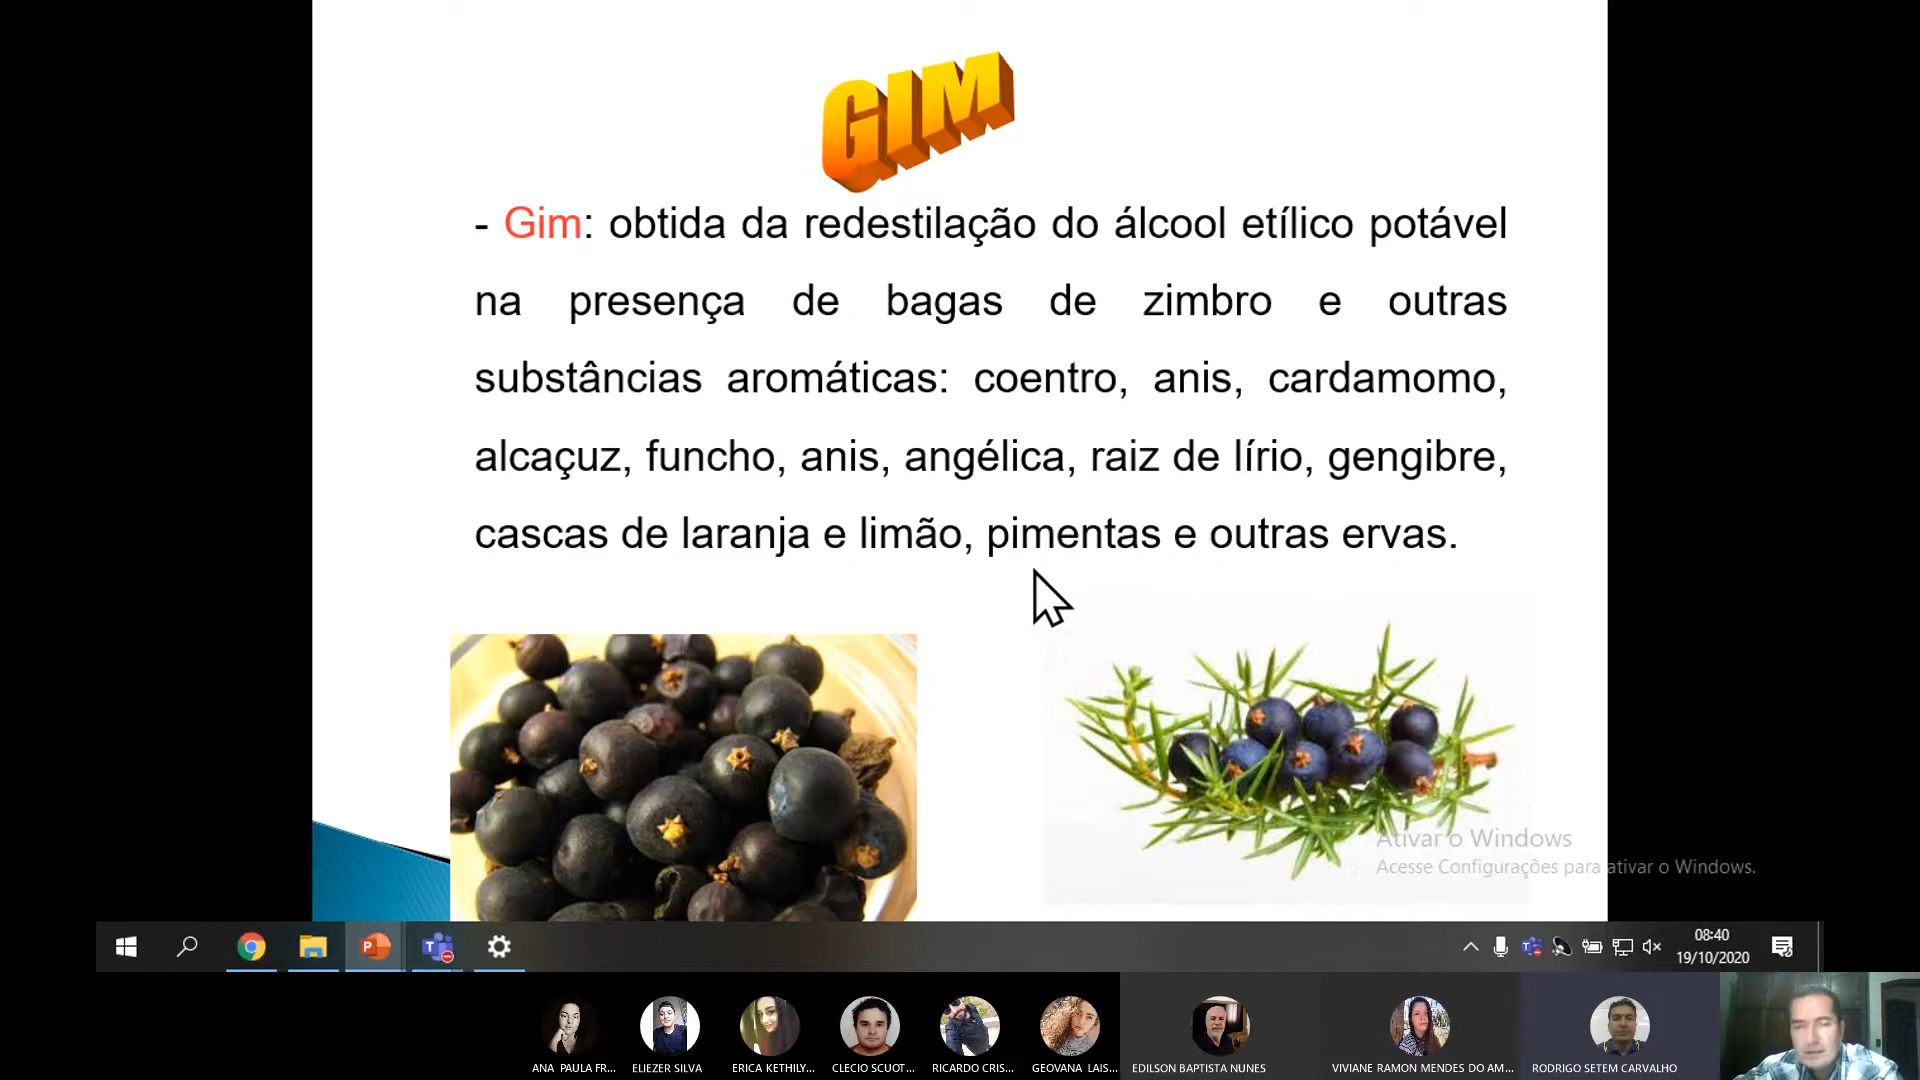 GIM
- Gim: obtida da redestilação do álcool etílico potável
na presença de bagas de zimbro e outras
substâncias aromáticas: coentro, anis, cardamomo,
alcaçuz, funcho, anis, angélica, raiz de lírio, gengibre,
cascas de laranja e limão, pimentas e outras ervas.
Ativar o Windows
Acesse Configurações para ativar o Windows.
08:40
19/10/2020
ANA PAULA FR...
ELIEZER SILVA
ERICA KETHILY...
CLECIO SCUOT...
RICARDO CRIS...
GEOVANA LAIS...
EDILSON BAPTISTA NUNES
VIVIANE RAMON MENDES DO AM...
RODRIGO SETEM CARVALHO